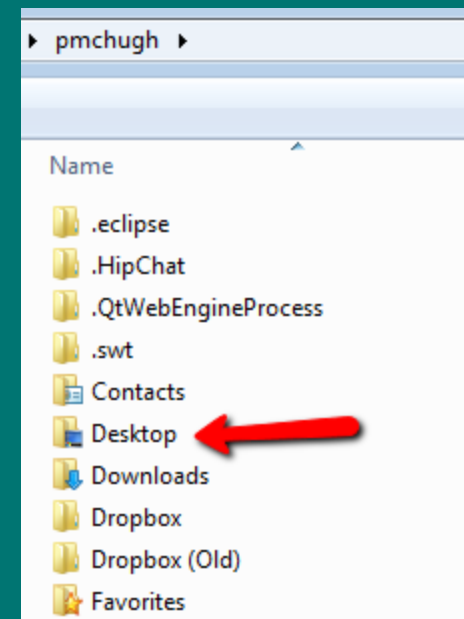 pmchugh
Name
.eclipse
.HipChat
.QtWebEngineProcess
.swt
Contacts
Desktop
Downloads
Dropbox
Dropbox (Old)
Favorites